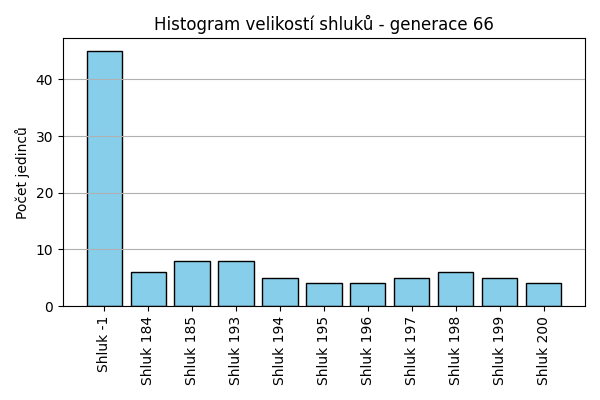 Histogram velikostí shluků - generace 66
Počet jedinců
40
30
20
10
0
Shluk -1
Shluk 184
Shluk 185
Shluk 193
Shluk 194
Shluk 195
Shluk 196
Shluk 197
Shluk 198
Shluk 199
Shluk 200